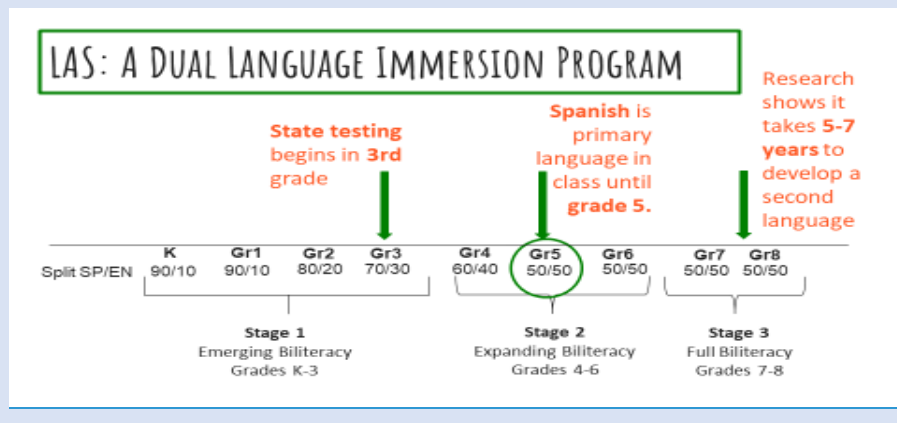 LAS: A DUAL LANGUAGE IMMERSION PROGRAM
State testing
begins in 3rd
grade
Spanish is
primary
language in
class until
grade 5.
Research
shows it
takes 5-7
years to
develop a
second
language
K Gr1 Gr2 Gr3 Gr4 Gr5 Gr6 Gr7 Gr8
Split SP/EN 90/10 90/10 80/20 70/30 60/40 50/50 50/50 50/50 50/50
Stage 1
Emerging Biliteracy
Grades K-3
Stage 2
Expanding Biliteracy
Grades 4-6
Stage 3
Full Biliteracy
Grades 7-8